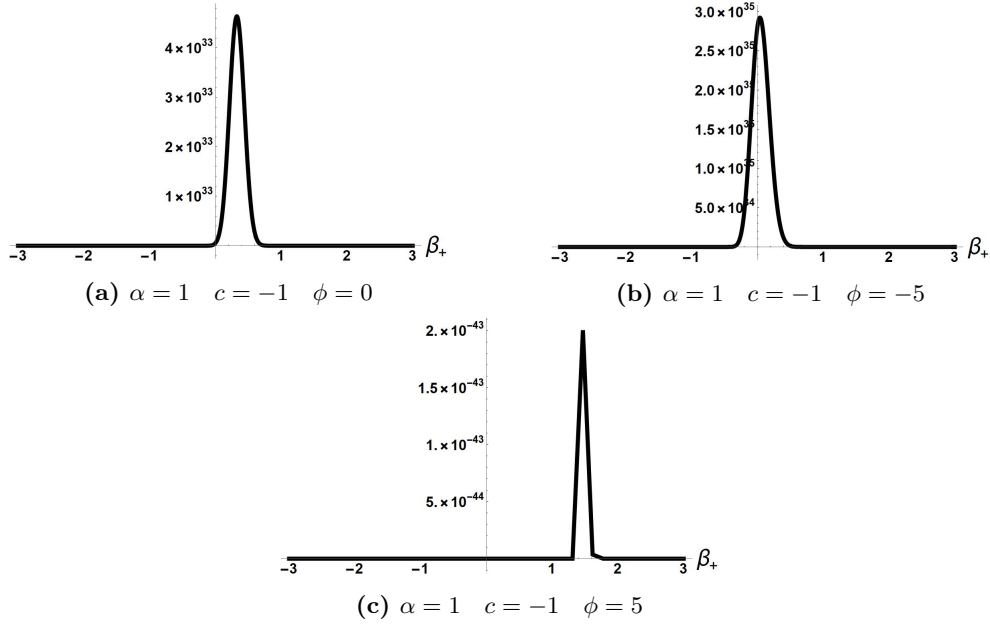 4×10^33
3×10^33
2×10^33
1×10^33
-3 -2 -1 1 2 3 β+
(a) α = 1 c = −1 ϕ = 0
3.0×10^35
2.5×10^35
2.0×10^35
1.5×10^35
1.0×10^35
5.0×10^34
-3 -2 -1 1 2 3 β+
(b) α = 1 c = −1 ϕ = −5
2.×10^-43
1.5×10^-43
1.×10^-43
5.×10^-44
-3 -2 -1 1 2 3 β+
(c) α = 1 c = −1 ϕ = 5